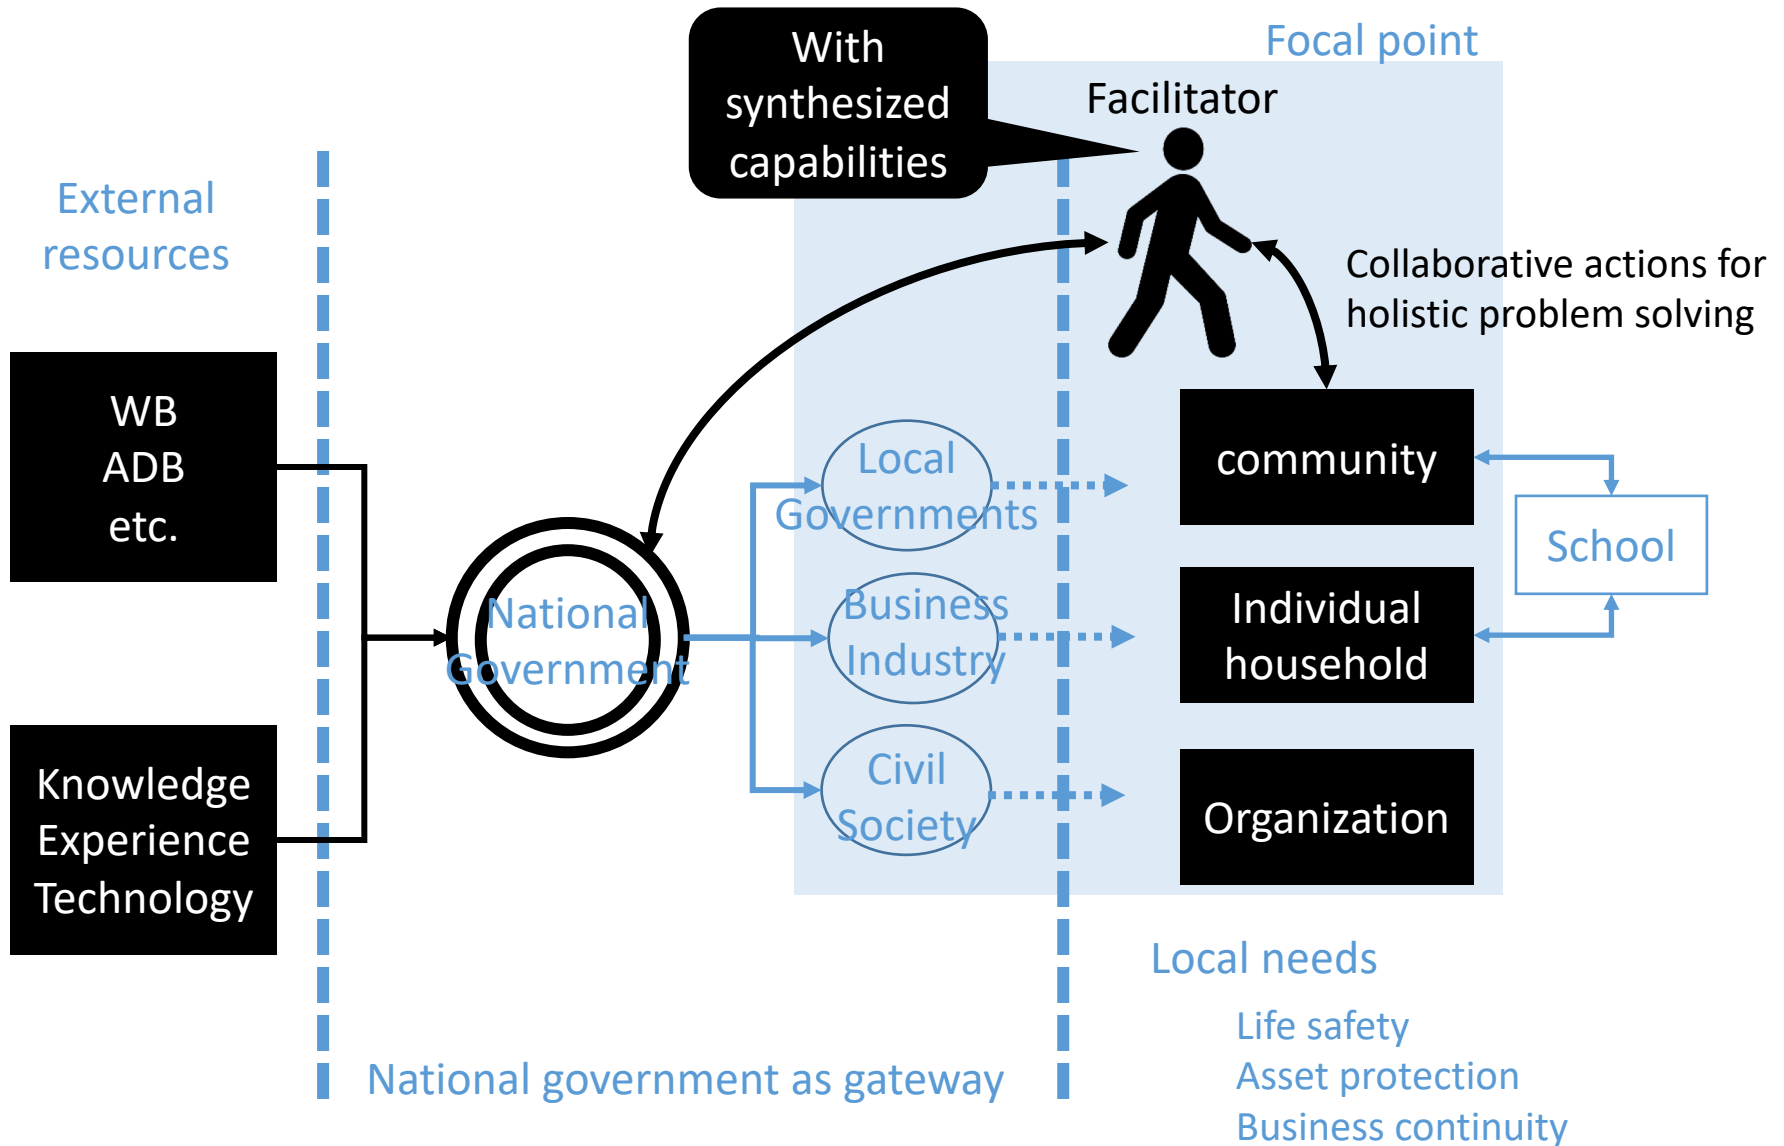 With
synthesized
capabilities
Focal point
Facilitator
External
resources
Collaborative actions for
holistic problem solving
WB
ADB
etc.
Knowledge
Experience
Technology
National
Government
Local
Governments
Business
Industry
Civil
Society
community
Individual
household
Organization
School
Local needs
Life safety
Asset protection
Business continuity
National government as gateway